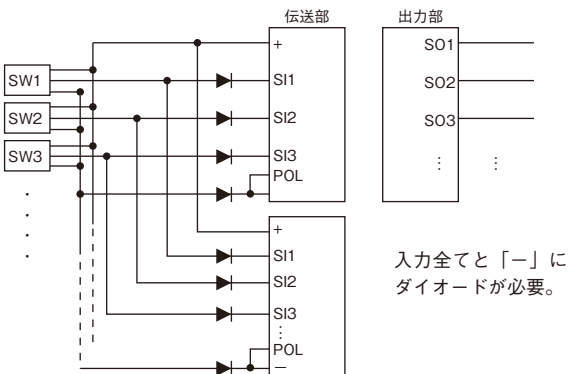 伝送部
出力部
+
SI1
SI2
SI3
POL
SW1
SW2
SW3
SO1
SO2
SO3
+
SI1
SI2
SI3
POL
−
入力全てと「−」に
ダイオードが必要。